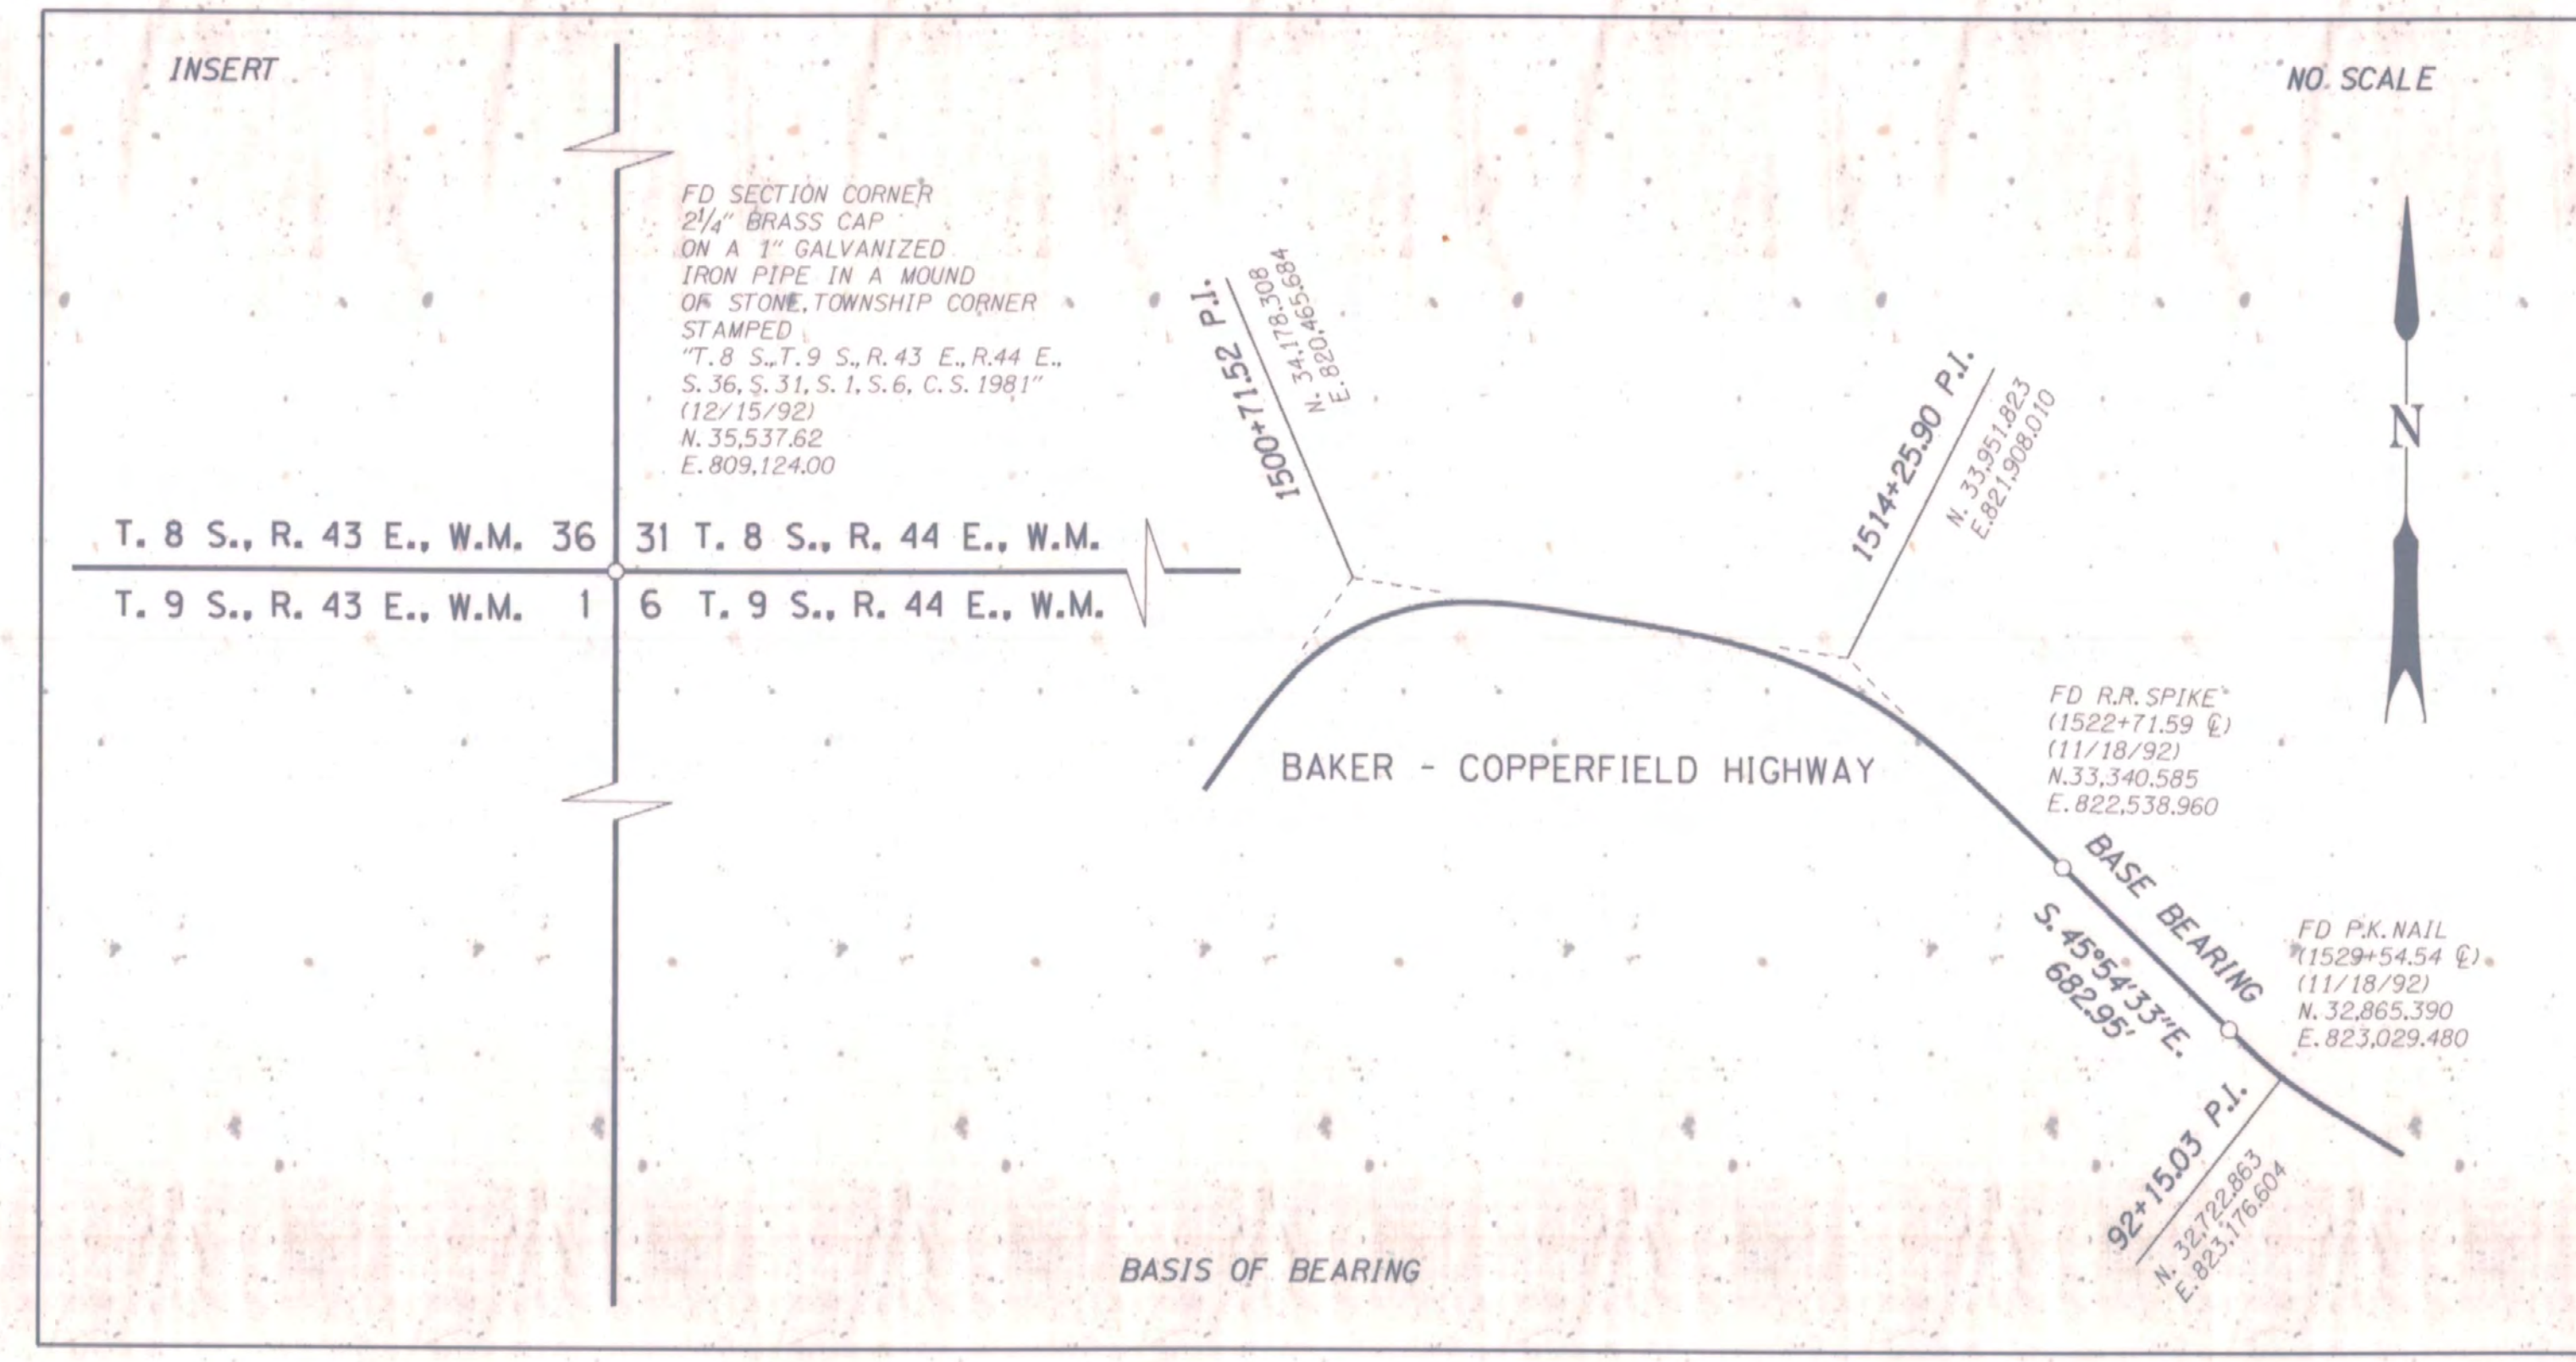 INSERT
NO. SCALE
FD SECTION CORNER
2 1/4" BRASS CAP
ON A 1" GALVANIZED
IRON PIPE IN A MOUND
OF STONE, TOWNSHIP CORNER
STAMPED
"T. 8 S., T. 9 S., R. 43 E., R. 44 E.,
S. 36, S. 31, S. 1, S. 6, C. S. 1981"
(12/15/92)
N. 35,537.62
E. 809,124.00
T. 8 S., R. 43 E., W.M. 36
31 T. 8 S., R. 44 E., W.M.
T. 9 S., R. 43 E., W.M. 1
6 T. 9 S., R. 44 E., W.M.
1500+71.52 P.I.
N. 34,178.308
E. 820,465.684
1514+25.90 P.I.
N. 33,951.823
E. 821,908.010
N
BAKER - COPPERFIELD HIGHWAY
FD R.R. SPIKE
(1522+71.59 ℄)
(11/18/92)
N. 33,340.585
E. 822,538.960
BASE BEARING
S. 45°54'33"E.
682.95'
FD P.K. NAIL
(1529+54.54 ℄)
(11/18/92)
N. 32,865.390
E. 823,029.480
92+15.03 P.I.
N. 32,722.863
E. 823,176.604
BASIS OF BEARING